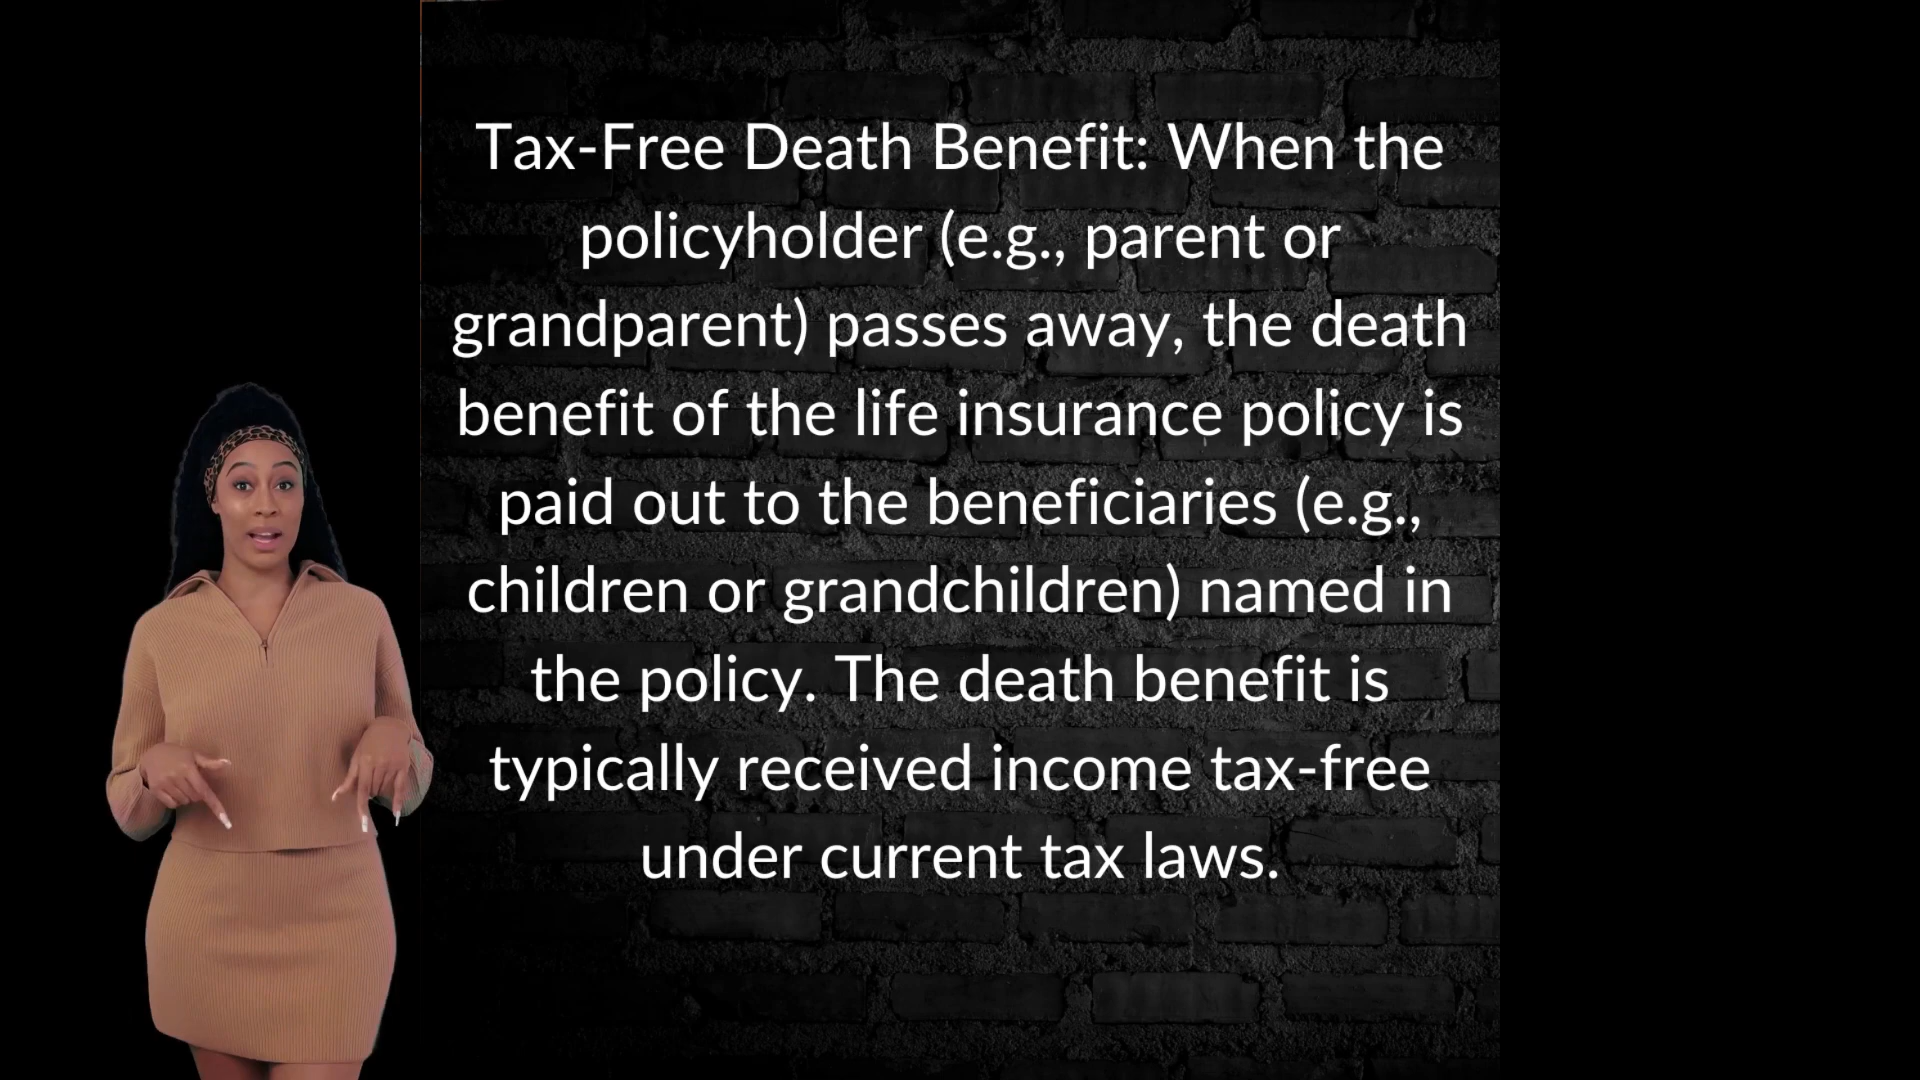 Tax-Free Death Benefit: When the
policyholder (e.g., parent or
grandparent) passes away, the death
benefit of the life insurance policy is
paid out to the beneficiaries (e.g.,
children or grandchildren) named in
the policy. The death benefit is
typically received income tax-free
under current tax laws.